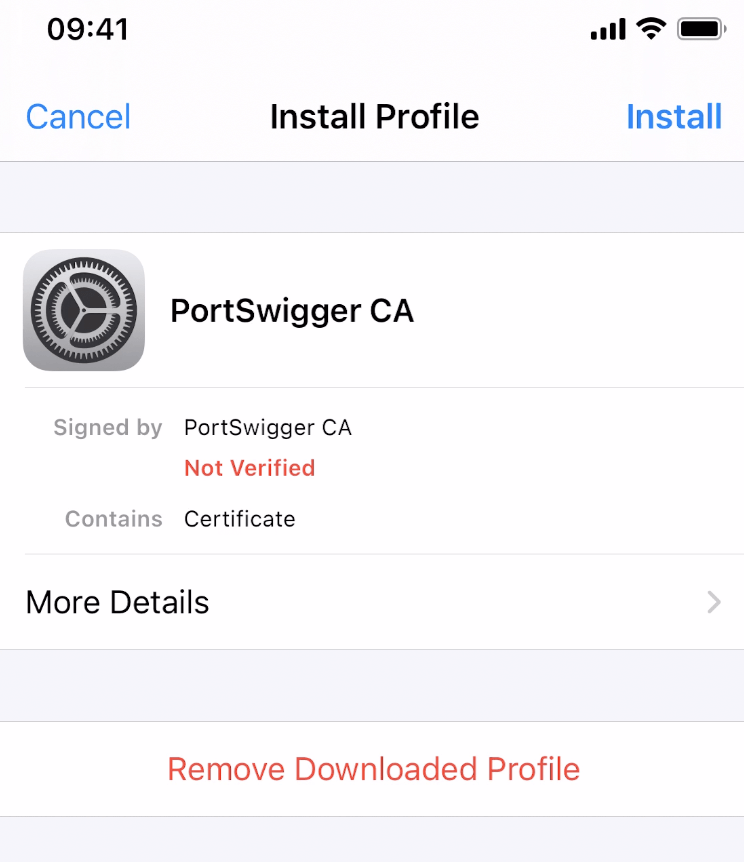 09:41
Cancel Install Profile Install
PortSwigger CA
Signed by PortSwigger CA
Not Verified
Contains Certificate
More Details
Remove Downloaded Profile